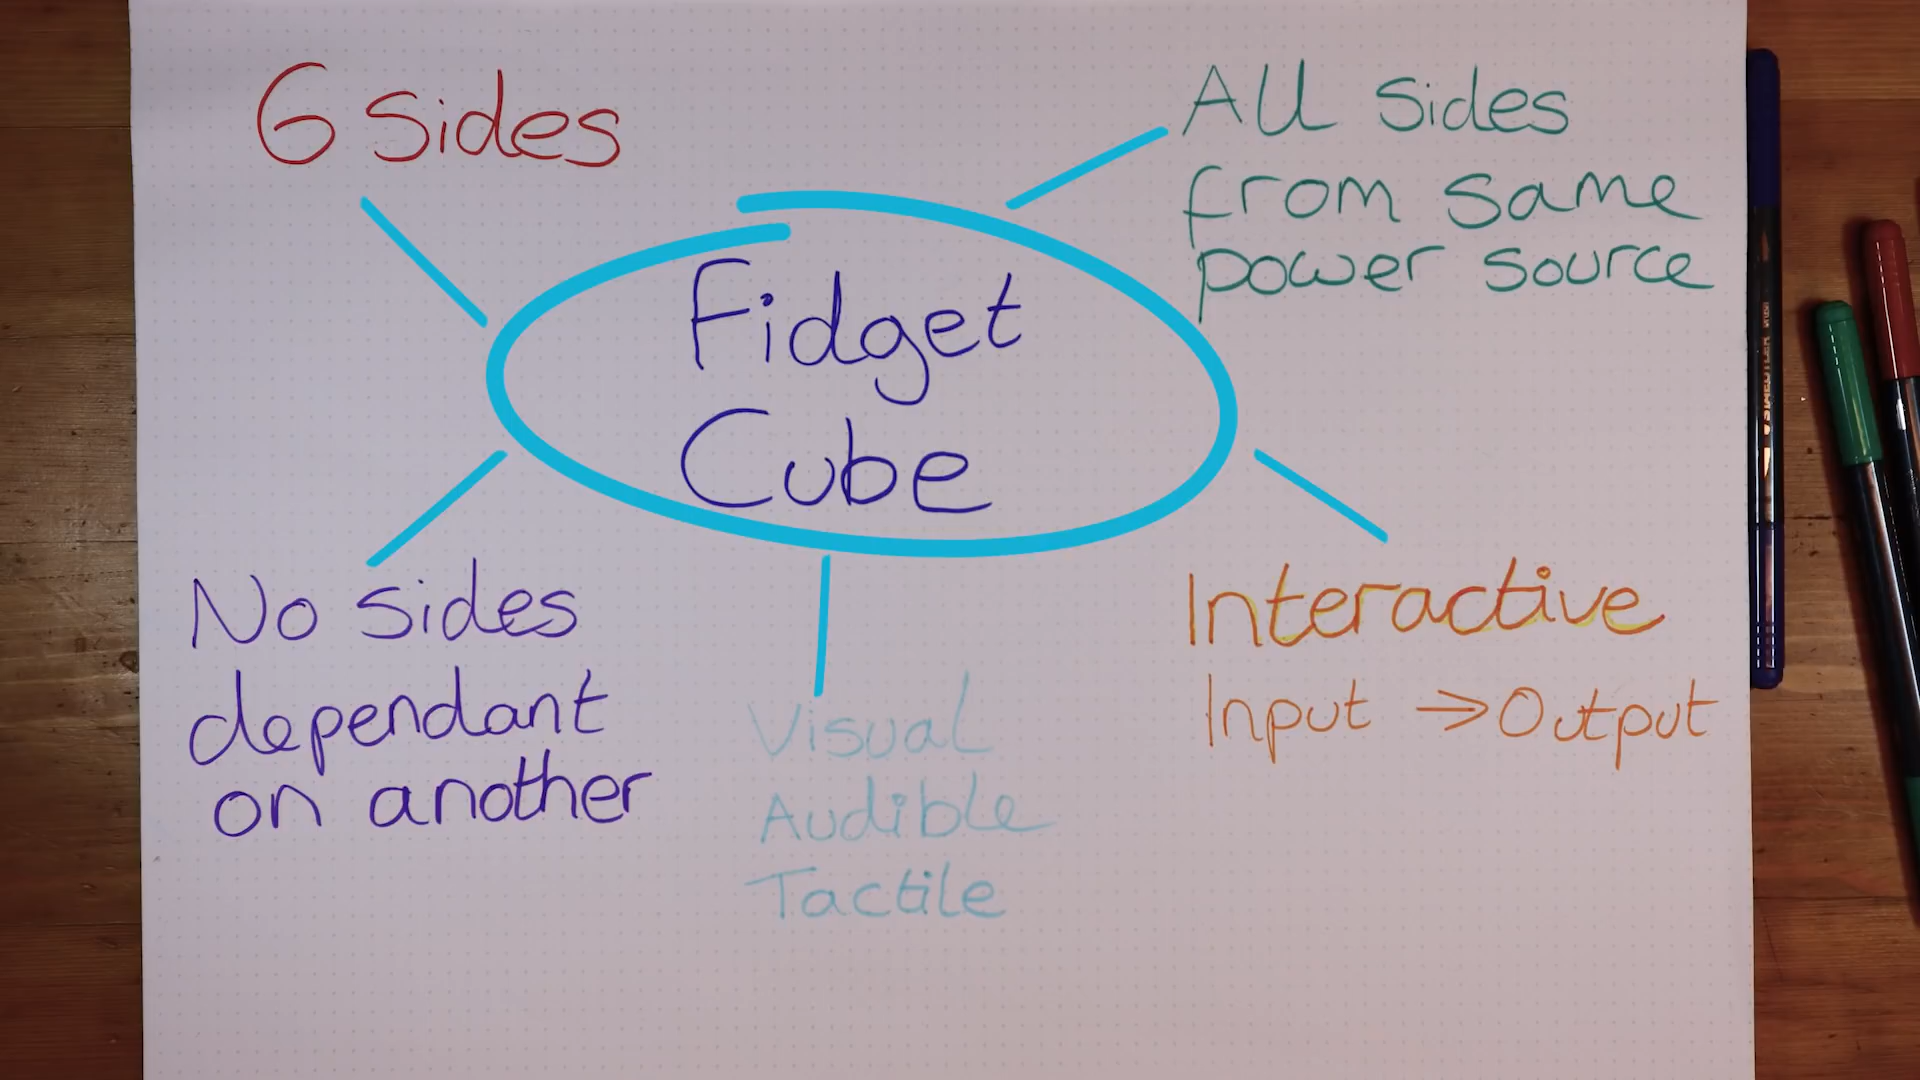 6 Sides
All sides
from same
power source
Fidget
Cube
No sides
dependant
on another
Visual
Audible
Tactile
Interactive
Input → Output
STAEDTLER